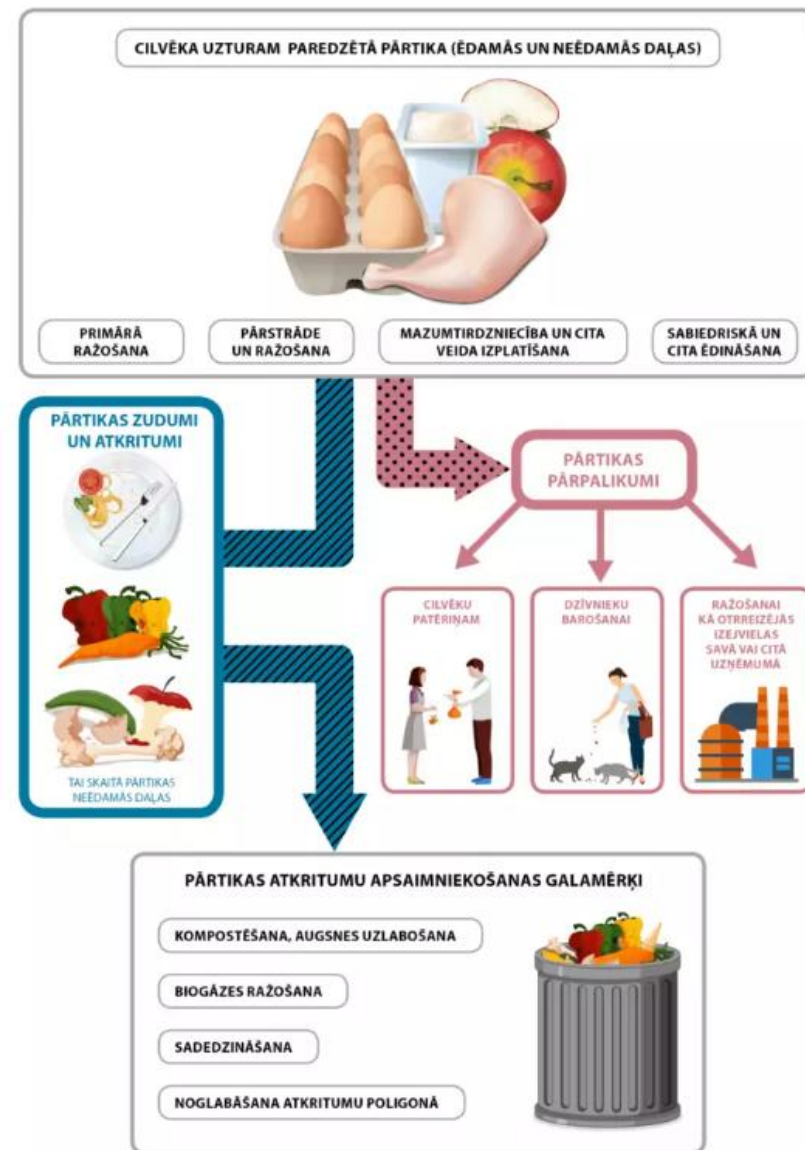 CILVĒKA UZTURAM PAREDZĒTĀ PĀRTIKA (ĒDAMĀS UN NEĒDAMĀS DAĻAS)
PRIMĀRĀ
RAŽOŠANA
PĀRSTRĀDE
UN RAŽOŠANA
MAZUMTIRDZNIECĪBA UN CITA
VEIDA IZPLATĪŠANA
SABIEDRISKĀ UN
CITA ĒDINĀŠANA
PĀRTIKAS ZUDUMI
UN ATKRITUMI
TAI SKAITĀ PĀRTIKAS
NEĒDAMĀS DAĻAS
PĀRTIKAS
PĀRPALIKUMI
CILVĒKU
PATĒRIŅAM
DZĪVNIEKU
BAROŠANAI
RAŽOŠANAI
KĀ OTRREIZĒJĀS
IZEJVIELAS
SAVĀ VAI CITĀ
UZŅĒMUMĀ
PĀRTIKAS ATKRITUMU APSAIMNIEKOŠANAS GALAMĒRĶI
KOMPOSTĒŠANA, AUGSNES UZLABOŠANA
BIOGĀZES RAŽOŠANA
SADEDZINĀŠANA
NOGLABĀŠANA ATKRITUMU POLIGONĀ